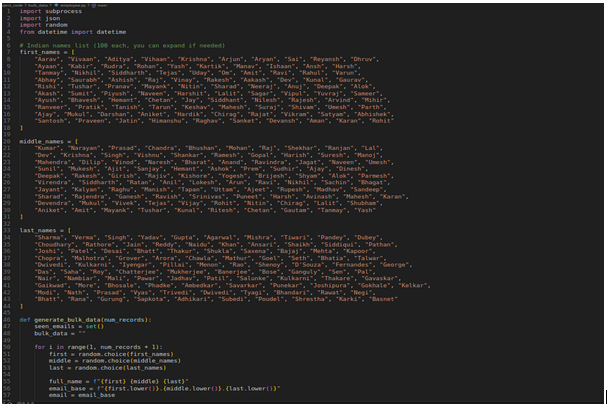 import subprocess
import json
import random
from datetime import datetime
# Indian names list (100 each, you can expand if needed)
first_names = [
"Aarav", "Vivaan", "Aditya", "Vihaan", "Krishna", "Arjun", "Aryan", "Sai", "Reyansh", "Dhruv",
"Ayaan", "Kabir", "Rudra", "Rohan", "Yash", "Kartik", "Manav", "Ishaan", "Ansh", "Harsh",
"Tanmay", "Nikhil", "Siddharth", "Tejas", "Uday", "Om", "Amit", "Ravi", "Rahul", "Varun",
"Abhay", "Saurabh", "Ashish", "Raj", "Vinay", "Rakesh", "Aakash", "Dev", "Kunal", "Gaurav",
"Rishi", "Tushar", "Pranav", "Mayank", "Nitin", "Sharad", "Neeraj", "Anuj", "Deepak", "Alok",
"Akash", "Sumit", "Piyush", "Naveen", "Harshit", "Lalit", "Sagar", "Vipul", "Yuvraj", "Sameer",
"Ayush", "Bhavesh", "Hemant", "Chetan", "Jay", "Siddhant", "Nilesh", "Rajesh", "Arvind", "Mihir",
"Ranveer", "Pratik", "Tanish", "Tarun", "Keshav", "Mahesh", "Suraj", "Shivam", "Umesh", "Parth",
"Ajay", "Mukul", "Darshan", "Aniket", "Hardik", "Chirag", "Rajat", "Vikram", "Satyam", "Abhishek",
"Santosh", "Praveen", "Jatin", "Himanshu", "Raghav", "Sanket", "Devansh", "Aman", "Karan", "Rohit"
]
middle_names = [
"Kumar", "Narayan", "Prasad", "Chandra", "Bhushan", "Mohan", "Raj", "Shekhar", "Ranjan", "Lal",
"Dev", "Krishna", "Singh", "Vishnu", "Shankar", "Ramesh", "Gopal", "Harish", "Suresh", "Manoj",
"Mahendra", "Dilip", "Vinod", "Naresh", "Bharat", "Anand", "Ravindra", "Jagat", "Naveen", "Umesh",
"Sunil", "Mukesh", "Ajit", "Sanjay", "Hemant", "Ashok", "Prem", "Sudhir", "Ajay", "Dinesh",
"Deepak", "Rakesh", "Girish", "Rajiv", "Kishore", "Yogesh", "Brijesh", "Shyam", "Alok", "Parmesh",
"Virendra", "Siddharth", "Ratan", "Anil", "Lokesh", "Arun", "Ravi", "Nikhil", "Sachin", "Bhagat",
"Jayant", "Kalyan", "Raghu", "Manish", "Tapan", "Uttam", "Ajeet", "Rupesh", "Madhav", "Sandeep",
"Sharad", "Rajendra", "Ganesh", "Ravish", "Srinivas", "Puneet", "Harsh", "Avinash", "Mahesh", "Karan",
"Devendra", "Mukul", "Vivek", "Tejas", "Vijay", "Rohit", "Nitin", "Chirag", "Lalit", "Shubham",
"Aniket", "Amit", "Mayank", "Tushar", "Kunal", "Ritesh", "Chetan", "Gautam", "Tanmay", "Yash"
]
last_names = [
"Sharma", "Verma", "Singh", "Yadav", "Gupta", "Agarwal", "Mishra", "Tiwari", "Pandey", "Dubey",
"Choudhary", "Rathore", "Jain", "Reddy", "Naidu", "Khan", "Ansari", "Shaikh", "Siddiqui", "Pathan",
"Joshi", "Patel", "Desai", "Bhatt", "Thakur", "Shukla", "Saxena", "Bajaj", "Mehta", "Kapoor",
"Chopra", "Malhotra", "Grover", "Arora", "Chawla", "Mathur", "Goel", "Seth", "Bhatia", "Talwar",
"Dwivedi", "Kulkarni", "Iyengar", "Pillai", "Menon", "Rao", "Shenoy", "D'Souza", "Fernandes", "George",
"Das", "Saha", "Roy", "Chatterjee", "Mukherjee", "Banerjee", "Bose", "Ganguly", "Sen", "Pal",
"Nair", "Nambiar", "Mali", "Pawar", "Jadhav", "Patil", "Salunke", "Kulkarni", "Thakare", "Gavaskar",
"Gaikwad", "More", "Bhosale", "Phadke", "Ambedkar", "Savarkar", "Punekar", "Joshipura", "Gokhale", "Kelkar",
"Modi", "Nath", "Prasad", "Vyas", "Trivedi", "Dwivedi", "Tyagi", "Bhandari", "Rawat", "Negi",
"Bhatt", "Rana", "Gurung", "Sapkota", "Adhikari", "Subedi", "Poudel", "Shrestha", "Karki", "Basnet"
]
def generate_bulk_data(num_records):
seen_emails = set()
bulk_data = ""
for i in range(1, num_records + 1):
first = random.choice(first_names)
middle = random.choice(middle_names)
last = random.choice(last_names)
full_name = f"{first} {middle} {last}"
email_base = f"{first.lower()}.{middle.lower()}.{last.lower()}"
email = email_base